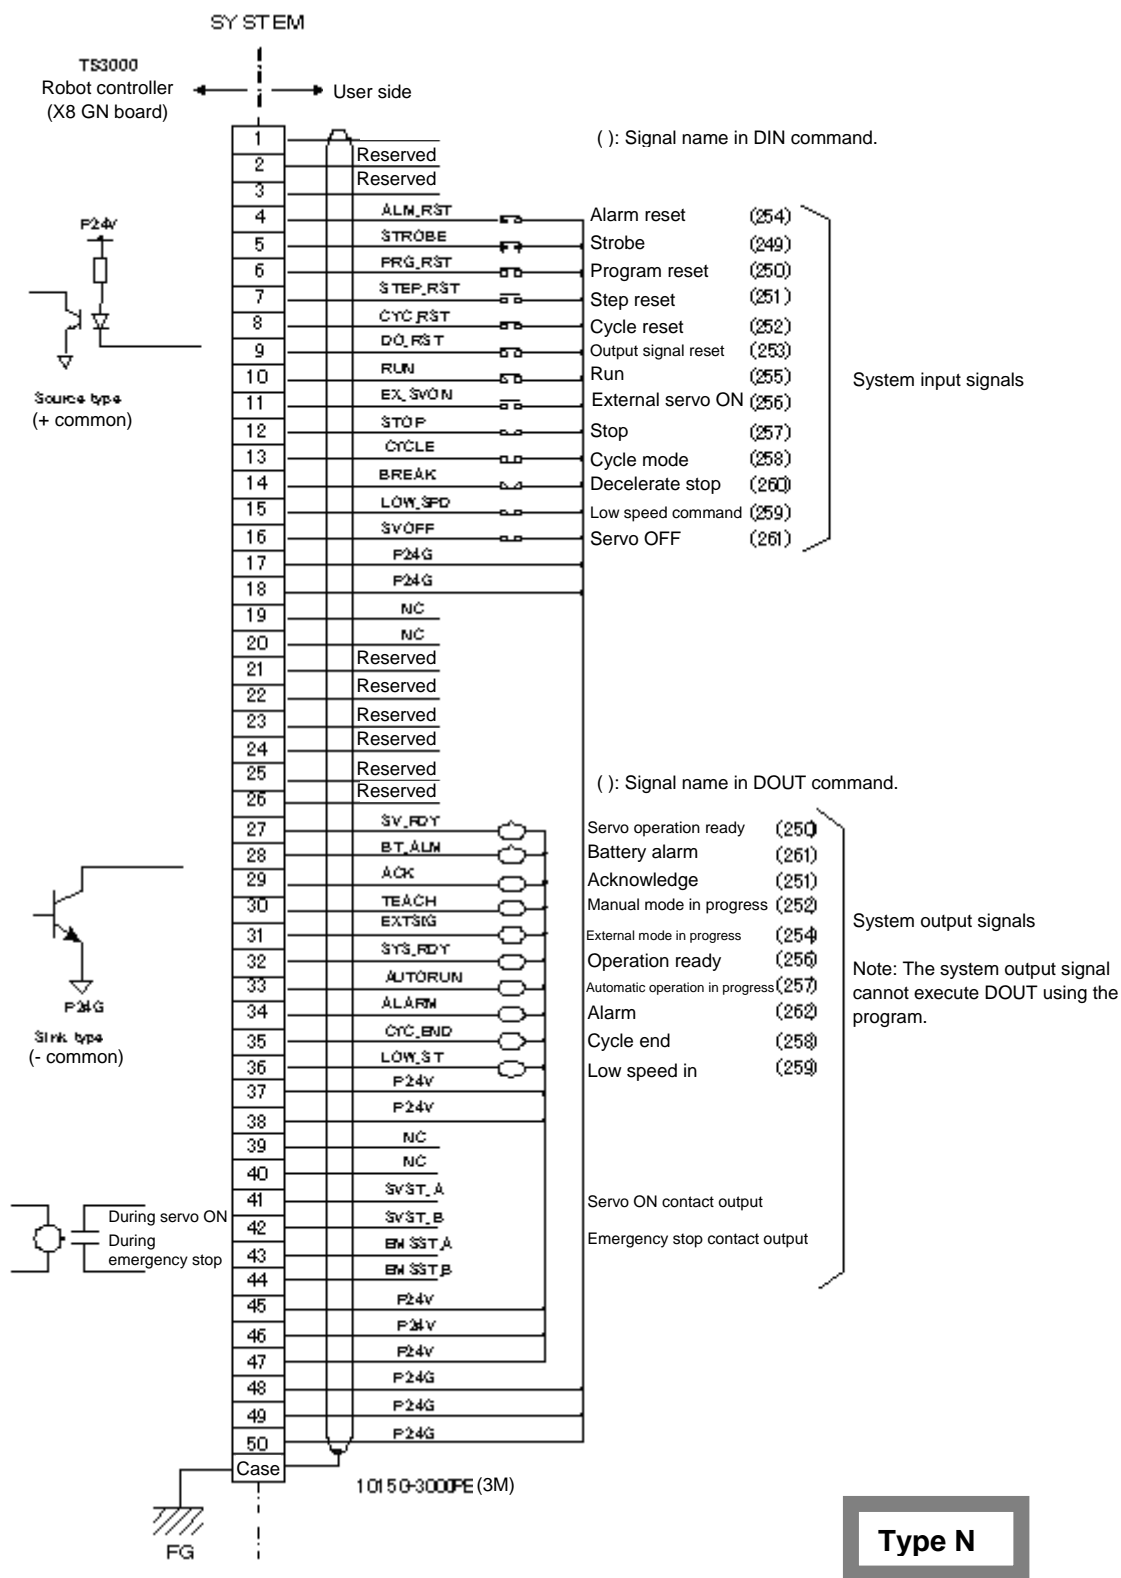 SYSTEM
TS3000
Robot controller
(X8 GN board)
User side
( ): Signal name in DIN command.
1
Reserved
2
Reserved
3
4 ALM_RST Alarm reset (254)
5 STROBE Strobe (249)
6 PRG_RST Program reset (250)
7 STEP_RST Step reset (251)
8 CYC_RST Cycle reset (252)
9 DO_RST Output signal reset (253)
10 RUN Run (255)
11 EX_SVON External servo ON (256)
12 STOP Stop (257)
13 CYCLE Cycle mode (258)
14 BREAK Decelerate stop (260)
15 LOW_SPD Low speed command (259)
16 SVOFF Servo OFF (261)
System input signals
P24V
Source type
(+ common)
17 P24G
18 P24G
19 NC
20 NC
21 Reserved
22 Reserved
23 Reserved
24 Reserved
25 Reserved
26 Reserved
( ): Signal name in DOUT command.
27 SV_RDY Servo operation ready (250)
28 BT_ALM Battery alarm (261)
29 ACK Acknowledge (251)
30 TEACH Manual mode in progress (252)
31 EXTSIG External mode in progress (254)
32 SYS_RDY Operation ready (256)
33 AUTORUN Automatic operation in progress (257)
34 ALARM Alarm (262)
35 CYC_END Cycle end (258)
36 LOW_ST Low speed in (259)
System output signals
Note: The system output signal
cannot execute DOUT using the
program.
P24G
Sink type
(- common)
37 P24V
38 P24V
39 NC
40 NC
41 SVST_A Servo ON contact output
42 SVST_B
43 EMSST_A Emergency stop contact output
44 EMSST_B
During servo ON
During
emergency stop
45 P24V
46 P24V
47 P24V
48 P24G
49 P24G
50 P24G
Case
10150-3000PE (3M)
FG
Type N